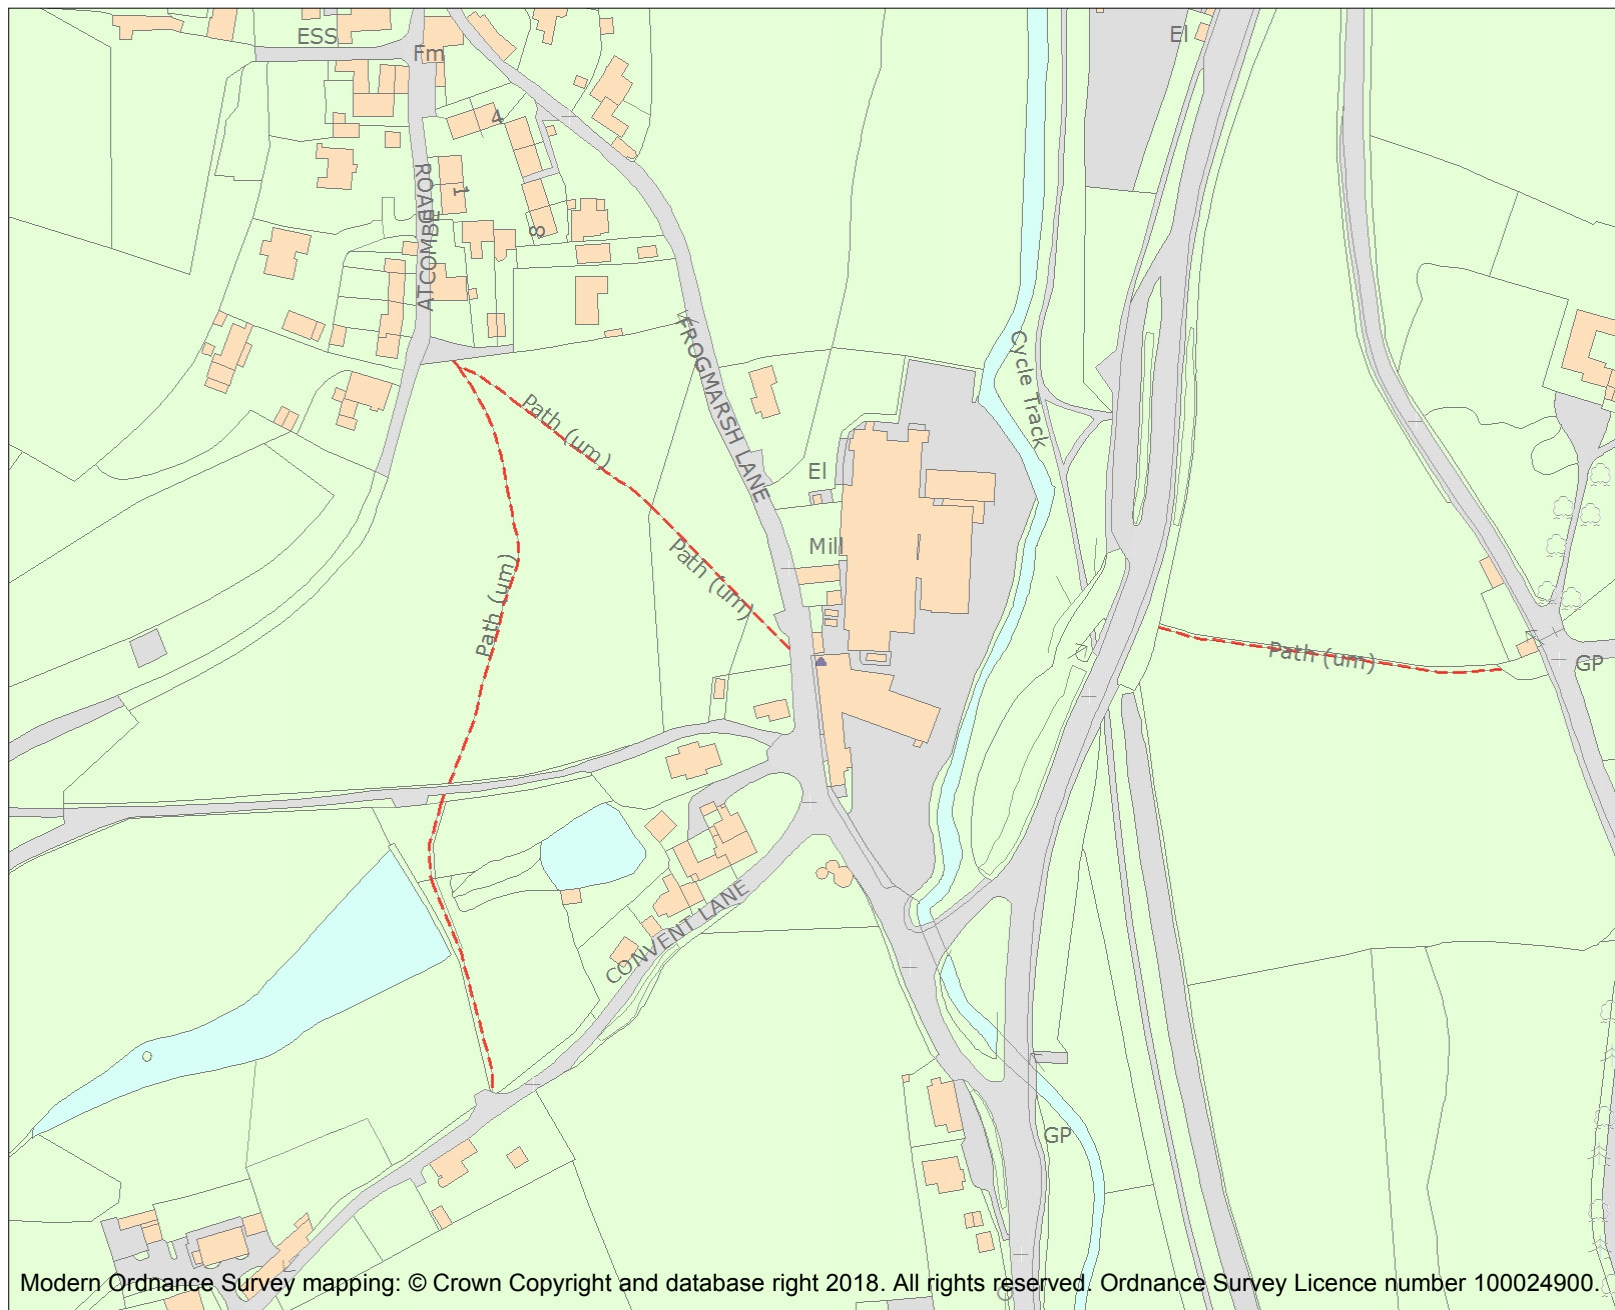 ESS
Fm
El
4
1
8
ATCOMBE ROAD
FROGMARSH LANE
Cycle Track
Path (um)
El
Mill
Path (um)
Path (um)
Path (um)
GP
CONVENT LANE
GP
Modern Ordnance Survey mapping: © Crown Copyright and database right 2018. All rights reserved. Ordnance Survey Licence number 100024900.